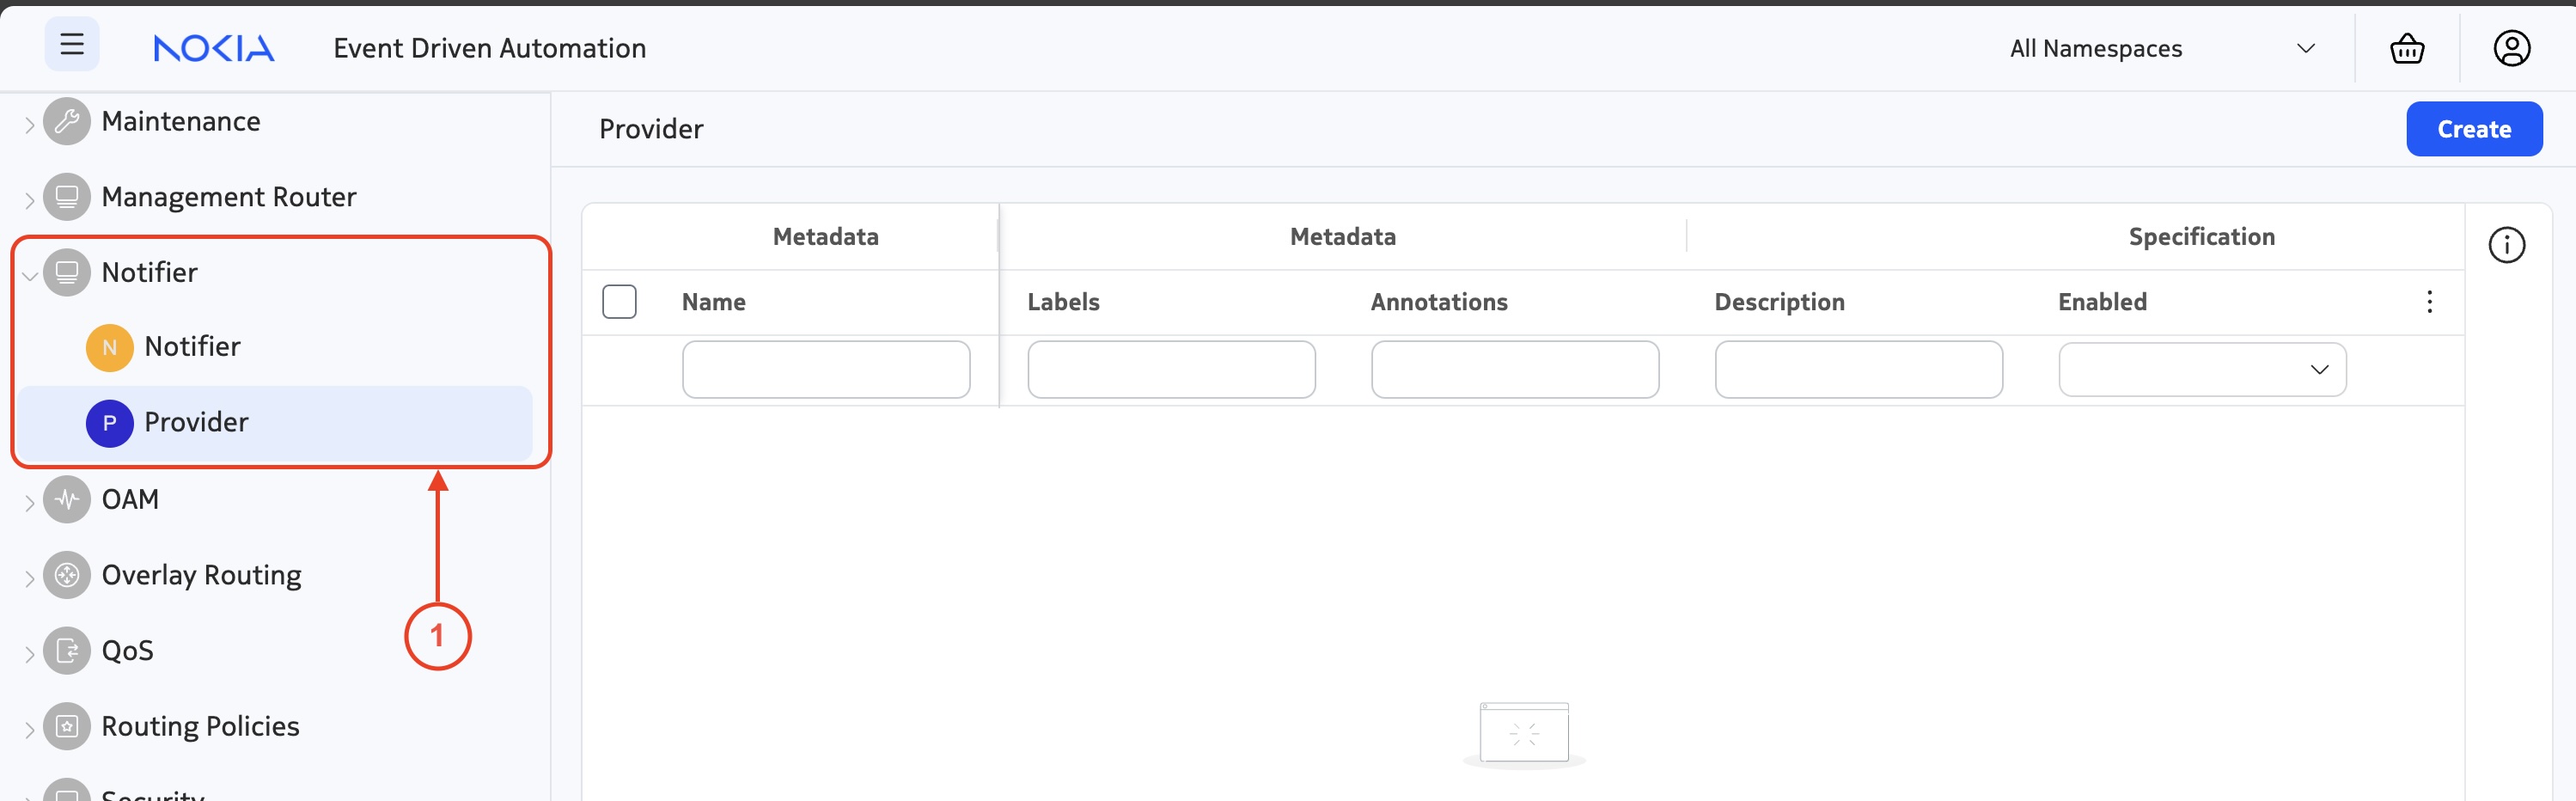 NOKIA Event Driven Automation All Namespaces
Maintenance
Management Router
Notifier
N Notifier
P Provider
OAM
Overlay Routing
1
QoS
Routing Policies
Security
Provider Create
Metadata Metadata Specification
Name Labels Annotations Description Enabled